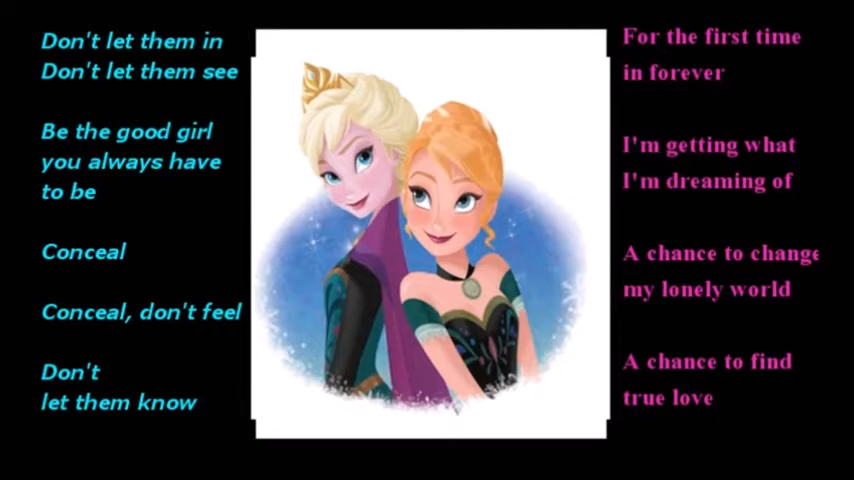 Don't let them in
Don't let them see
Be the good girl
you always have
to be
Conceal
Conceal, don't feel
Don't
let them know
For the first time
in forever
I'm getting what
I'm dreaming of
A chance to change
my lonely world
A chance to find
true love